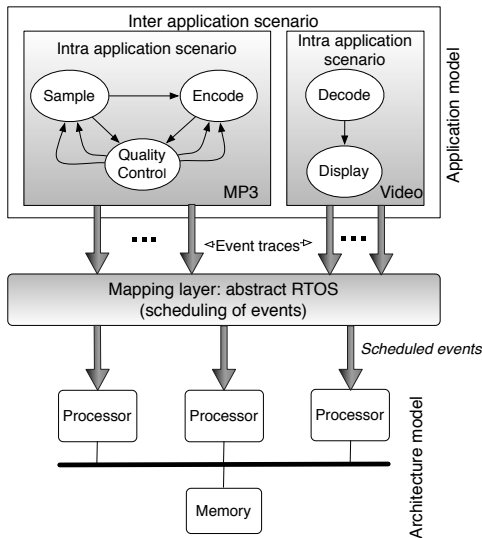 Inter application scenario
Intra application scenario
Sample
Encode
Quality
Control
MP3
Intra application
scenario
Decode
Display
Video
Application model
...
Event traces
...
Mapping layer: abstract RTOS
(scheduling of events)
Scheduled events
Processor
Processor
Processor
Memory
Architecture model